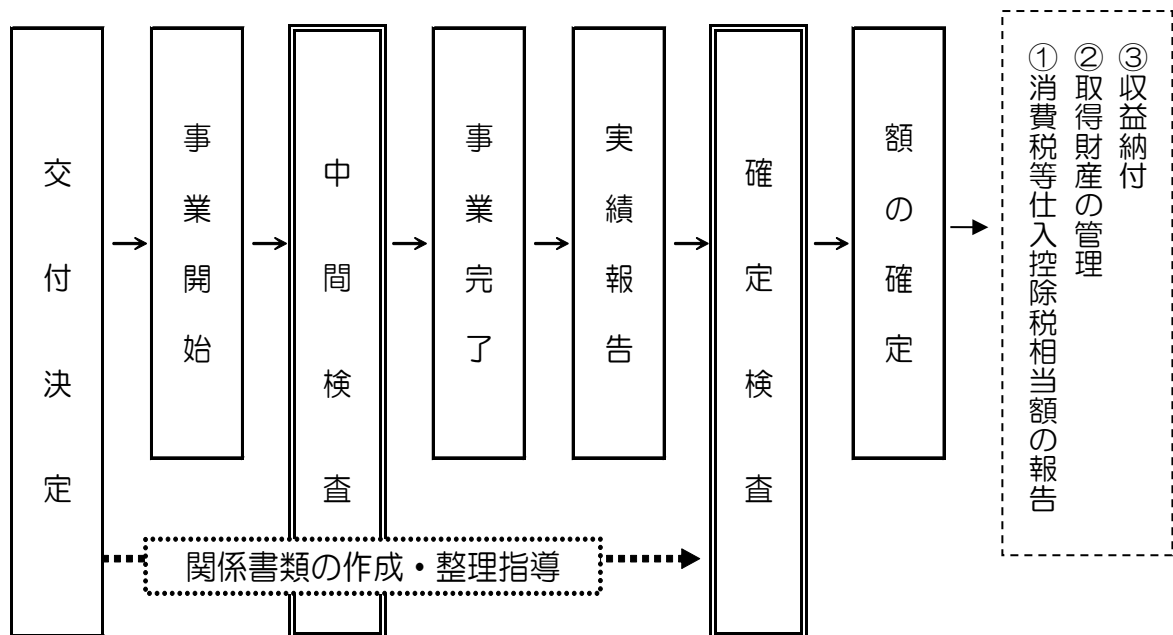 交付決定
事業開始
中間検査
事業完了
実績報告
確定検査
額の確定
③収益納付
②取得財産の管理
①消費税等仕入控除税相当額の報告
関係書類の作成・整理指導